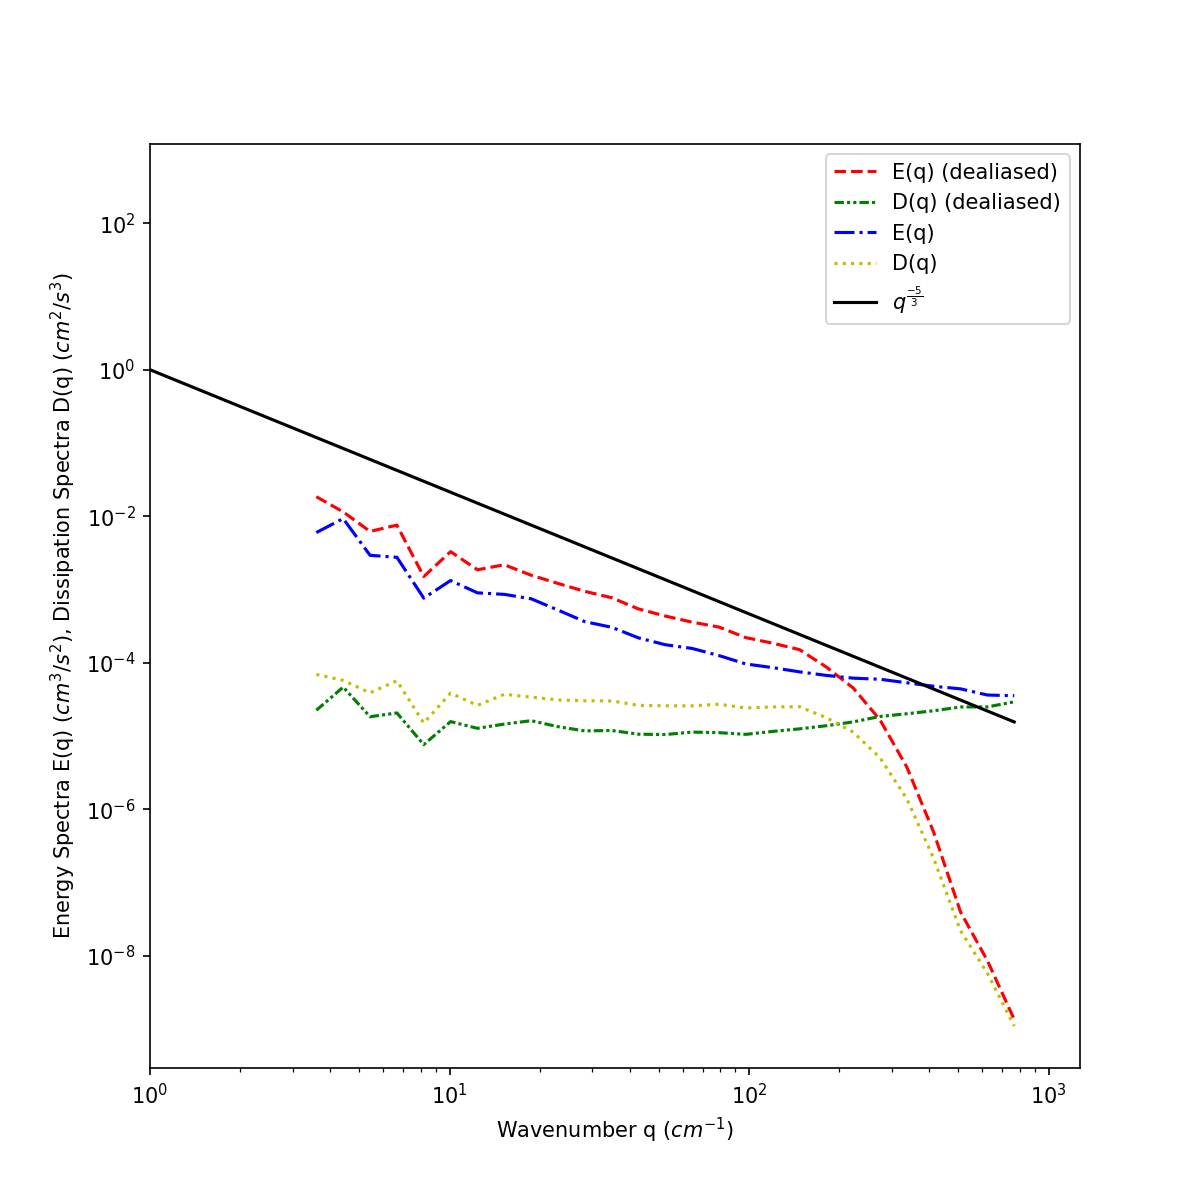 E(q) (dealiased)
D(q) (dealiased)
E(q)
D(q)
q^{\frac{-5}{3}}
Energy Spectra E(q) (cm^3/s^2), Dissipation Spectra D(q) (cm^2/s^3)
10^2
10^0
10^{-2}
10^{-4}
10^{-6}
10^{-8}
10^0 10^1 10^2 10^3
Wavenumber q (cm^{-1})